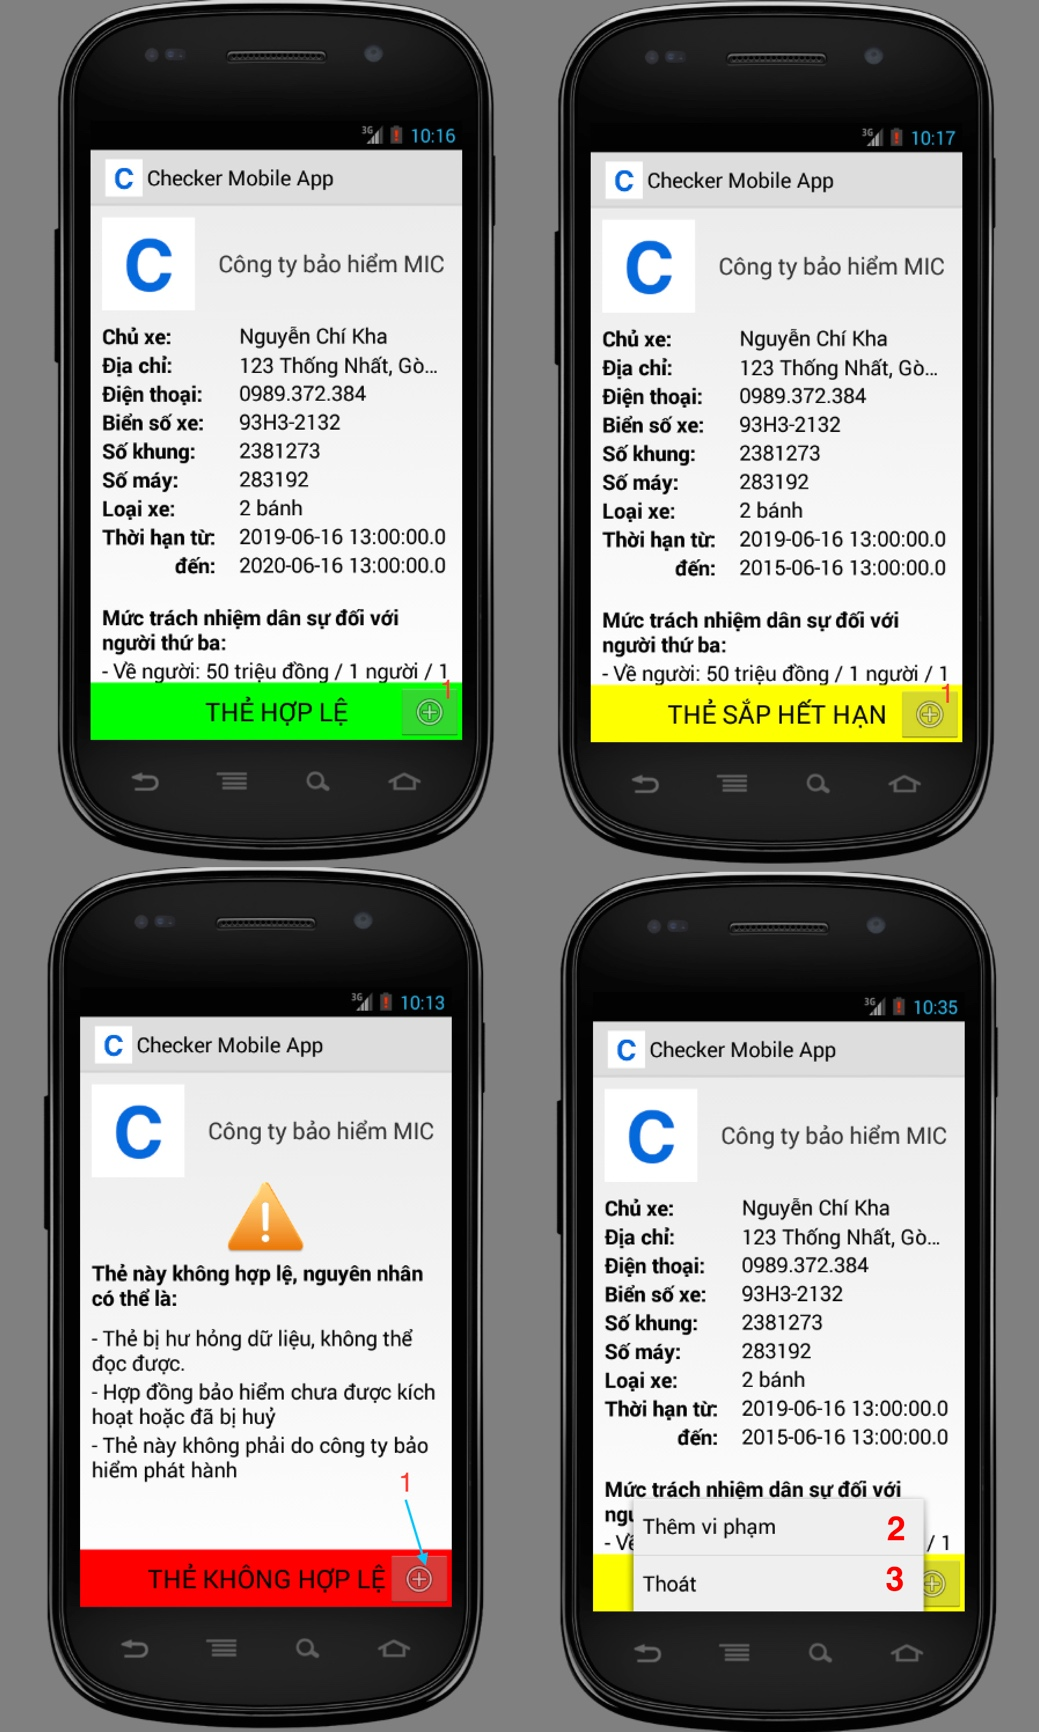 3G 10:16
C Checker Mobile App
C Công ty bảo hiểm MIC
Chủ xe: Nguyễn Chí Kha
Địa chỉ: 123 Thống Nhất, Gò...
Điện thoại: 0989.372.384
Biển số xe: 93H3-2132
Số khung: 2381273
Số máy: 283192
Loại xe: 2 bánh
Thời hạn từ: 2019-06-16 13:00:00.0
đến: 2020-06-16 13:00:00.0
Mức trách nhiệm dân sự đối với
người thứ ba:
- Về người: 50 triệu đồng / 1 người / 1
1
THẺ HỢP LỆ
3G 10:17
C Checker Mobile App
C Công ty bảo hiểm MIC
Chủ xe: Nguyễn Chí Kha
Địa chỉ: 123 Thống Nhất, Gò...
Điện thoại: 0989.372.384
Biển số xe: 93H3-2132
Số khung: 2381273
Số máy: 283192
Loại xe: 2 bánh
Thời hạn từ: 2019-06-16 13:00:00.0
đến: 2015-06-16 13:00:00.0
Mức trách nhiệm dân sự đối với
người thứ ba:
- Về người: 50 triệu đồng / 1 người / 1
1
THẺ SẮP HẾT HẠN
3G 10:13
C Checker Mobile App
C Công ty bảo hiểm MIC
Thẻ này không hợp lệ, nguyên nhân
có thể là:
- Thẻ bị hư hỏng dữ liệu, không thể
đọc được.
- Hợp đồng bảo hiểm chưa được kích
hoạt hoặc đã bị huỷ
- Thẻ này không phải do công ty bảo
hiểm phát hành
1
THẺ KHÔNG HỢP LỆ
3G 10:35
C Checker Mobile App
C Công ty bảo hiểm MIC
Chủ xe: Nguyễn Chí Kha
Địa chỉ: 123 Thống Nhất, Gò...
Điện thoại: 0989.372.384
Biển số xe: 93H3-2132
Số khung: 2381273
Số máy: 283192
Loại xe: 2 bánh
Thời hạn từ: 2019-06-16 13:00:00.0
đến: 2015-06-16 13:00:00.0
Mức trách nhiệm dân sự đối với
ngư
- Về / 1
Thêm vi phạm 2
Thoát 3